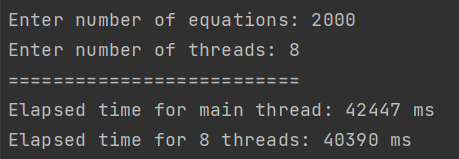 Enter number of equations: 2000
Enter number of threads: 8
===========================
Elapsed time for main thread: 42447 ms
Elapsed time for 8 threads: 40390 ms